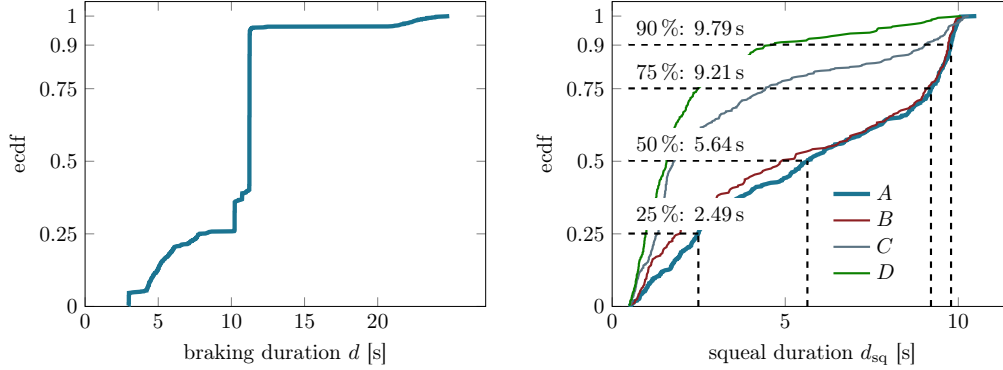 1
0.9
0.75
0.5
0.25
0
ecdf
0
5
10
15
20
braking duration d [s]
1
0.9
0.75
0.5
0.25
0
ecdf
90 %: 9.79 s
75 %: 9.21 s
50 %: 5.64 s
25 %: 2.49 s
A
B
C
D
0
5
10
squeal duration d_sq [s]